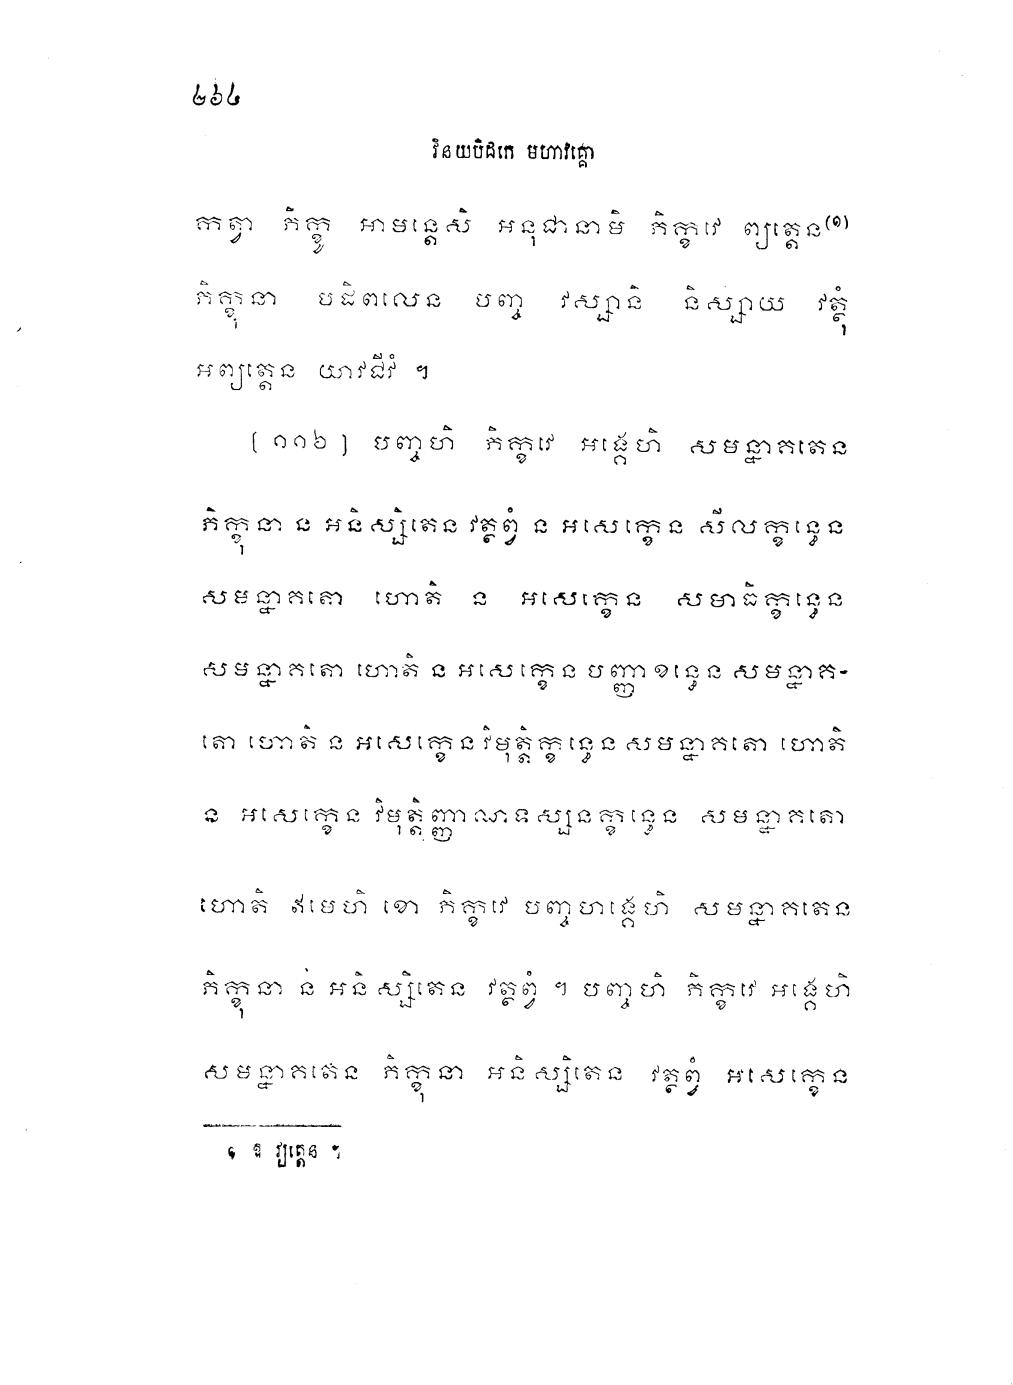 ៤៦៤
វិនយបិដកេ មហាវគ្គោ
កត្វា ភិក្ខូ អាមន្តេសិ អនុជានាមិ ភិក្ខវេ ព្យត្តេន(១)
ភិក្ខុនា បដិពលេន បញ្ច វស្សានិ និស្សាយ វត្ថុំ
អព្យត្តេន យាវជីវំ ។
[ ១១៦ ] បញ្ចហិ ភិក្ខវេ អង្គេហិ សមន្នាគតេន
ភិក្ខុនា ន អនិស្សិតេន វត្ថព្វំ ន អសេក្ខេន សីលក្ខន្ធេន
សមន្នាគតោ ហោតិ ន អសេក្ខេន សមាធិក្ខន្ធេន
សមន្នាគតោ ហោតិ ន អសេក្ខេន បញ្ញាខន្ធេន សមន្នាគ-
តោ ហោតិ ន អសេក្ខេន វិមុត្តិក្ខន្ធេន សមន្នាគតោ ហោតិ
ន អសេក្ខេន វិមុត្តិញ្ញាណទស្សនក្ខន្ធេន សមន្នាគតោ
ហោតិ ឥមេហិ ខោ ភិក្ខវេ បញ្ចហង្គេហិ សមន្នាគតេន
ភិក្ខុនា ន អនិស្សិតេន វត្ថព្វំ ។ បញ្ចហិ ភិក្ខវេ អង្គេហិ
សមន្នាគតេន ភិក្ខុនា អនិស្សិតេន វត្ថព្វំ អសេក្ខេន
១ ឱ វ្យត្តេន ។